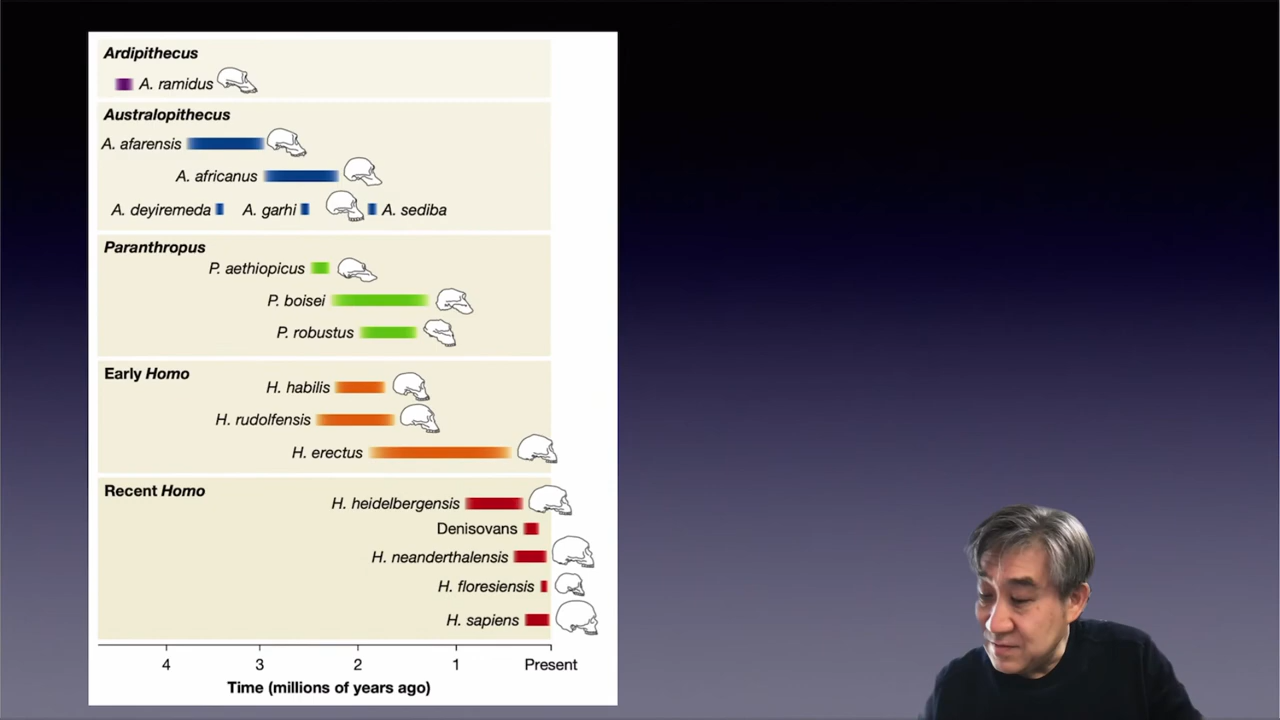 Ardipithecus
A. ramidus
Australopithecus
A. afarensis
A. africanus
A. deyiremeda A. garhi A. sediba
Paranthropus
P. aethiopicus
P. boisei
P. robustus
Early Homo
H. habilis
H. rudolfensis
H. erectus
Recent Homo
H. heidelbergensis
Denisovans
H. neanderthalensis
H. floresiensis
H. sapiens
4 3 2 1 Present
Time (millions of years ago)